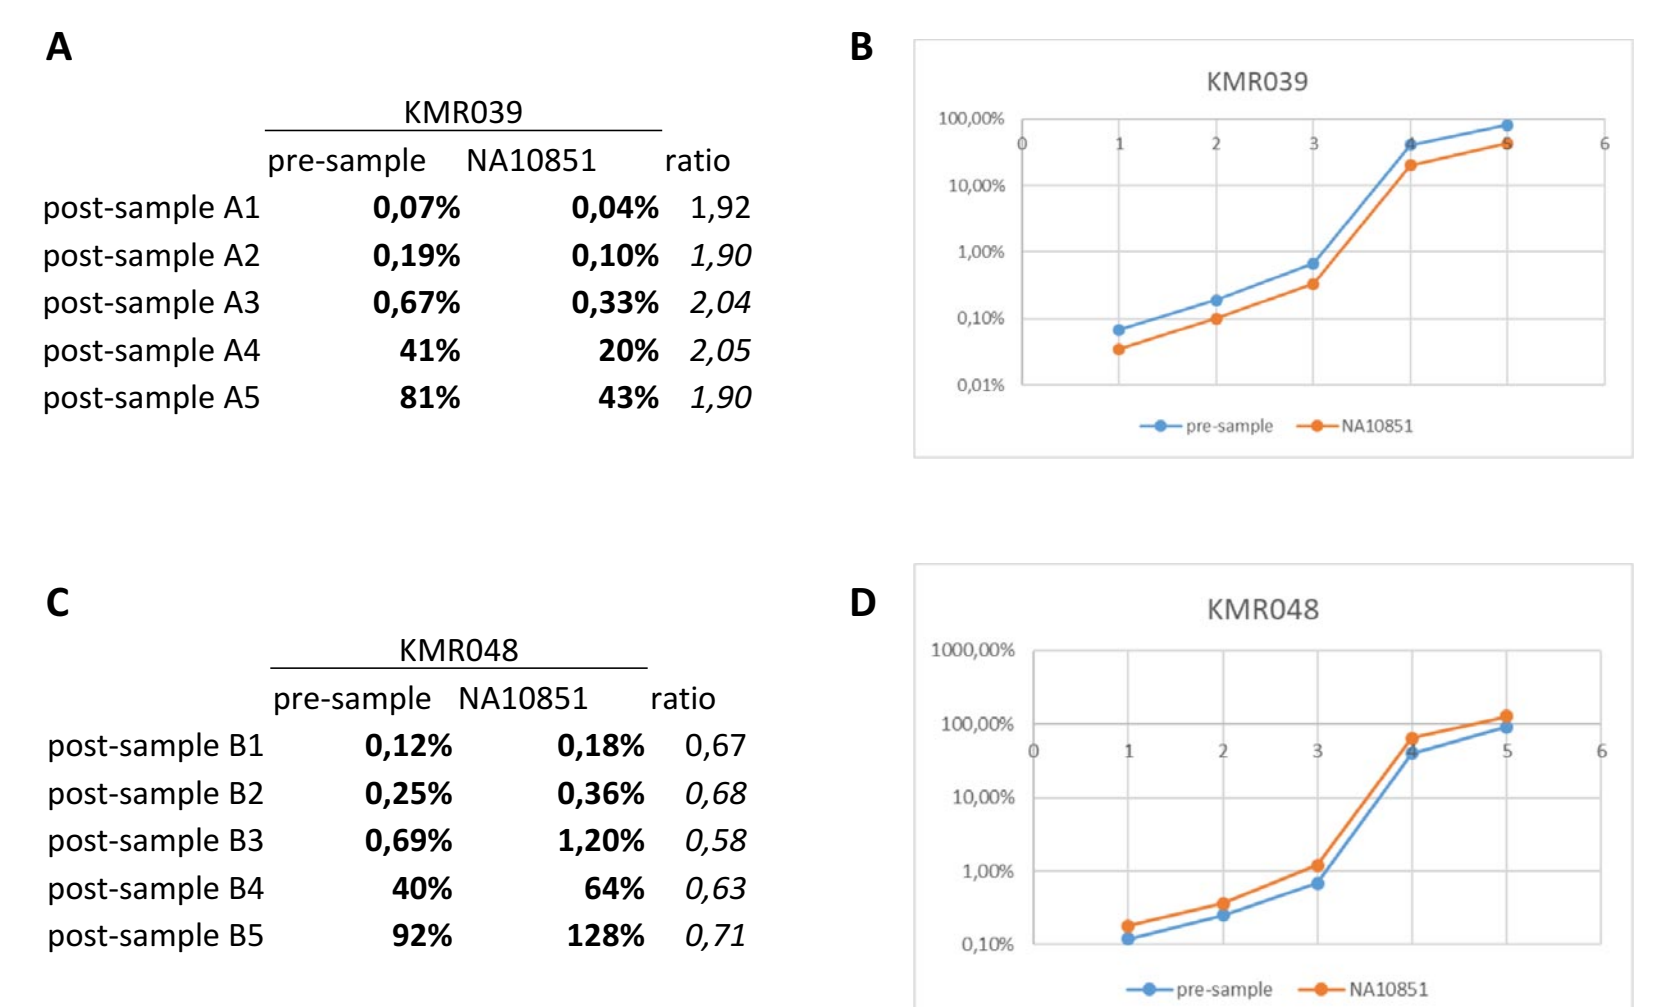 A
KMR039
pre-sample NA10851 ratio
post-sample A1 0,07% 0,04% 1,92
post-sample A2 0,19% 0,10% 1,90
post-sample A3 0,67% 0,33% 2,04
post-sample A4 41% 20% 2,05
post-sample A5 81% 43% 1,90
B
KMR039
100,00%
0 1 2 3 4 5 6
10,00%
1,00%
0,10%
0,01%
pre-sample NA10851
C
KMR048
pre-sample NA10851 ratio
post-sample B1 0,12% 0,18% 0,67
post-sample B2 0,25% 0,36% 0,68
post-sample B3 0,69% 1,20% 0,58
post-sample B4 40% 64% 0,63
post-sample B5 92% 128% 0,71
D
KMR048
1000,00%
100,00%
0 1 2 3 4 5 6
10,00%
1,00%
0,10%
pre-sample NA10851